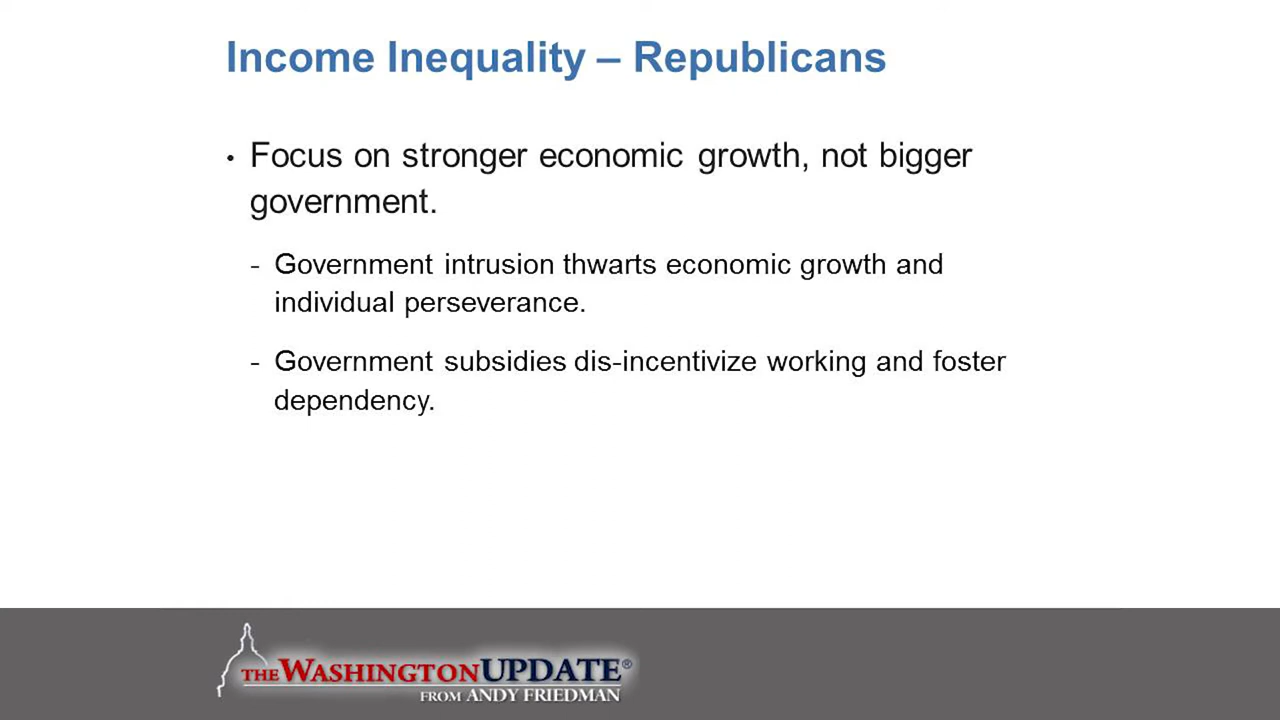 Income Inequality – Republicans
• Focus on stronger economic growth, not bigger
government.
- Government intrusion thwarts economic growth and
individual perseverance.
- Government subsidies dis-incentivize working and foster
dependency.
THE WASHINGTON UPDATE®
FROM ANDY FRIEDMAN